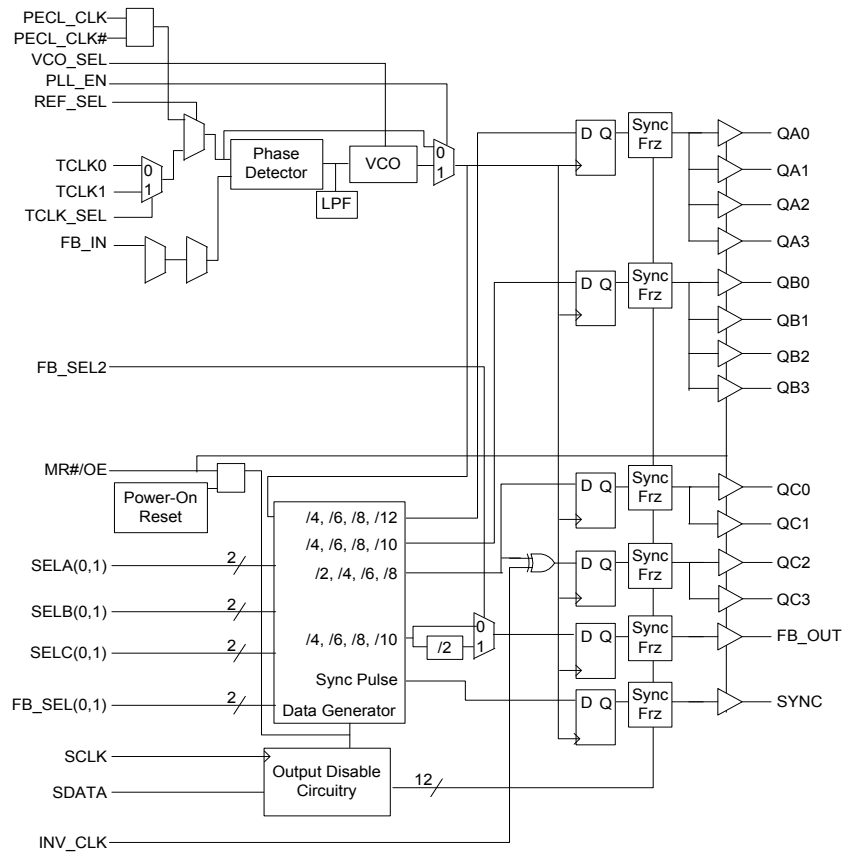 PECL_CLK
PECL_CLK#
VCO_SEL
PLL_EN
REF_SEL
TCLK0
TCLK1
TCLK_SEL
FB_IN
0
1
Phase
Detector
LPF
VCO
0
1
D Q
Sync
Frz
QA0
QA1
QA2
QA3
D Q
Sync
Frz
QB0
QB1
QB2
QB3
FB_SEL2
MR#/OE
Power-On
Reset
SELA(0,1)
2
SELB(0,1)
2
SELC(0,1)
2
FB_SEL(0,1)
2
/4, /6, /8, /12
/4, /6, /8, /10
/2, /4, /6, /8
/4, /6, /8, /10
Sync Pulse
Data Generator
/2
0
1
D Q
Sync
Frz
QC0
QC1
D Q
Sync
Frz
QC2
QC3
D Q
Sync
Frz
FB_OUT
D Q
Sync
Frz
SYNC
SCLK
SDATA
Output Disable
Circuitry
12
INV_CLK